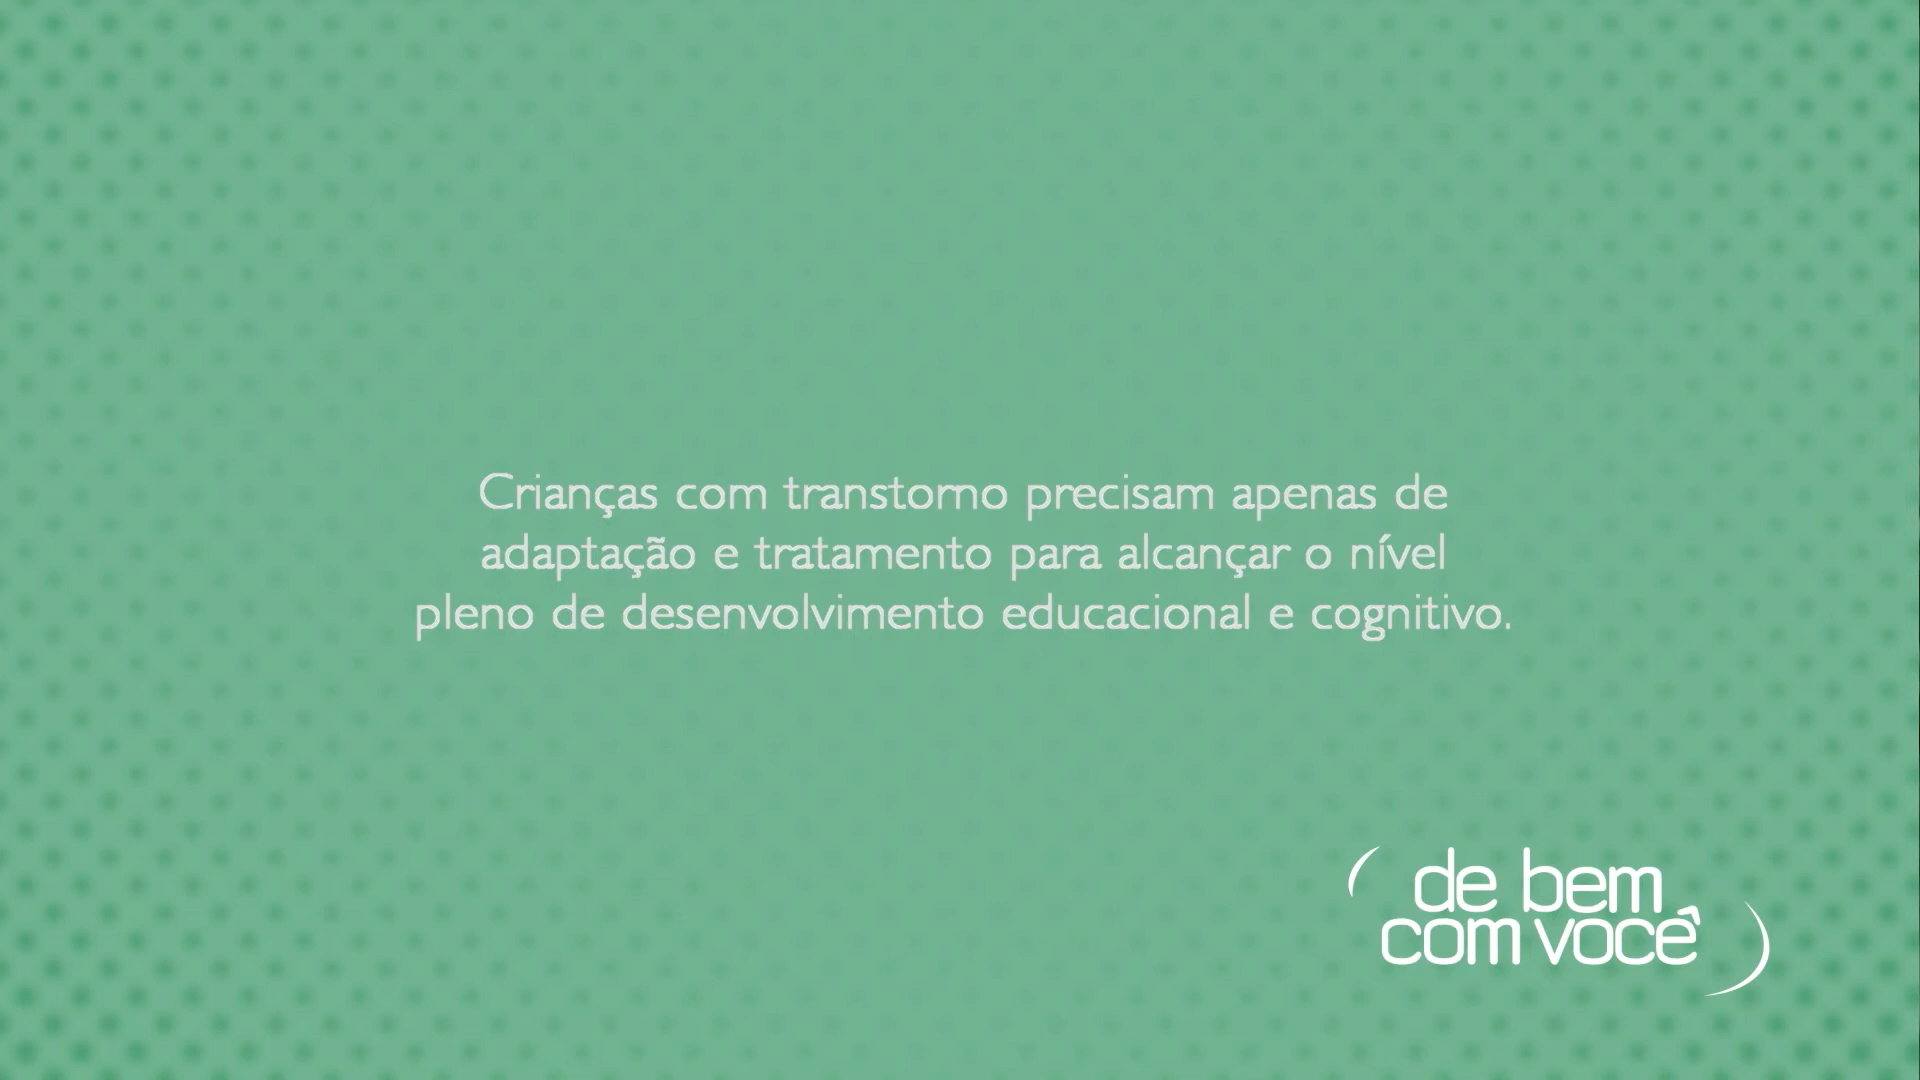 Crianças com transtorno precisam apenas de
adaptação e tratamento para alcançar o nível
pleno de desenvolvimento educacional e cognitivo.
de bem
com você